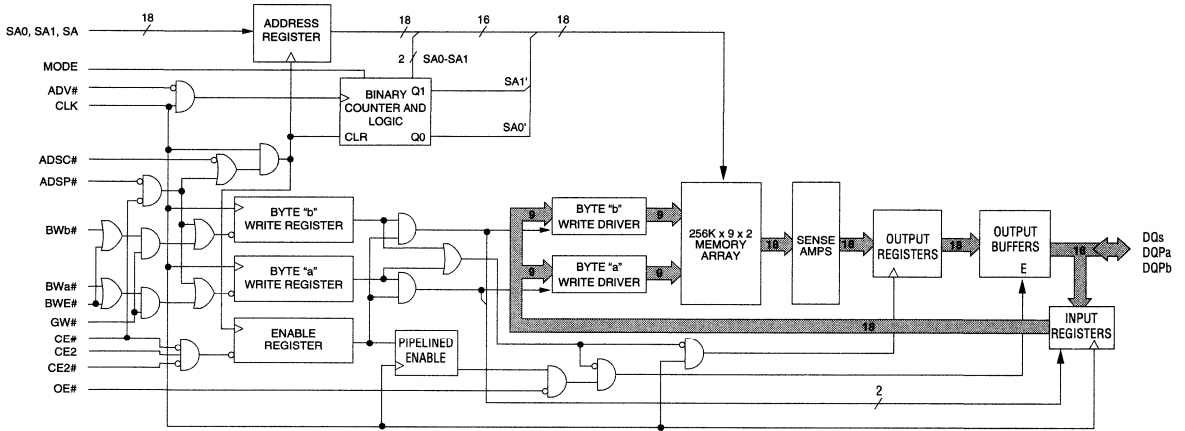 18
18
16
18
ADDRESS
REGISTER
SA0, SA1, SA
2
SA0-SA1
MODE
ADV#
CLK
BINARY
COUNTER AND
LOGIC
Q1
SA1'
CLR
Q0
SA0'
ADSC#
ADSP#
BWb#
BWa#
BWE#
GW#
CE#
CE2
CE2#
OE#
BYTE "b"
WRITE REGISTER
BYTE "a"
WRITE REGISTER
ENABLE
REGISTER
PIPELINED
ENABLE
9
BYTE "b"
WRITE DRIVER
9
9
BYTE "a"
WRITE DRIVER
9
256K x 9 x 2
MEMORY
ARRAY
18
SENSE
AMPS
18
OUTPUT
REGISTERS
18
OUTPUT
BUFFERS
E
18
DQs
DQPa
DQPb
18
INPUT
REGISTERS
2